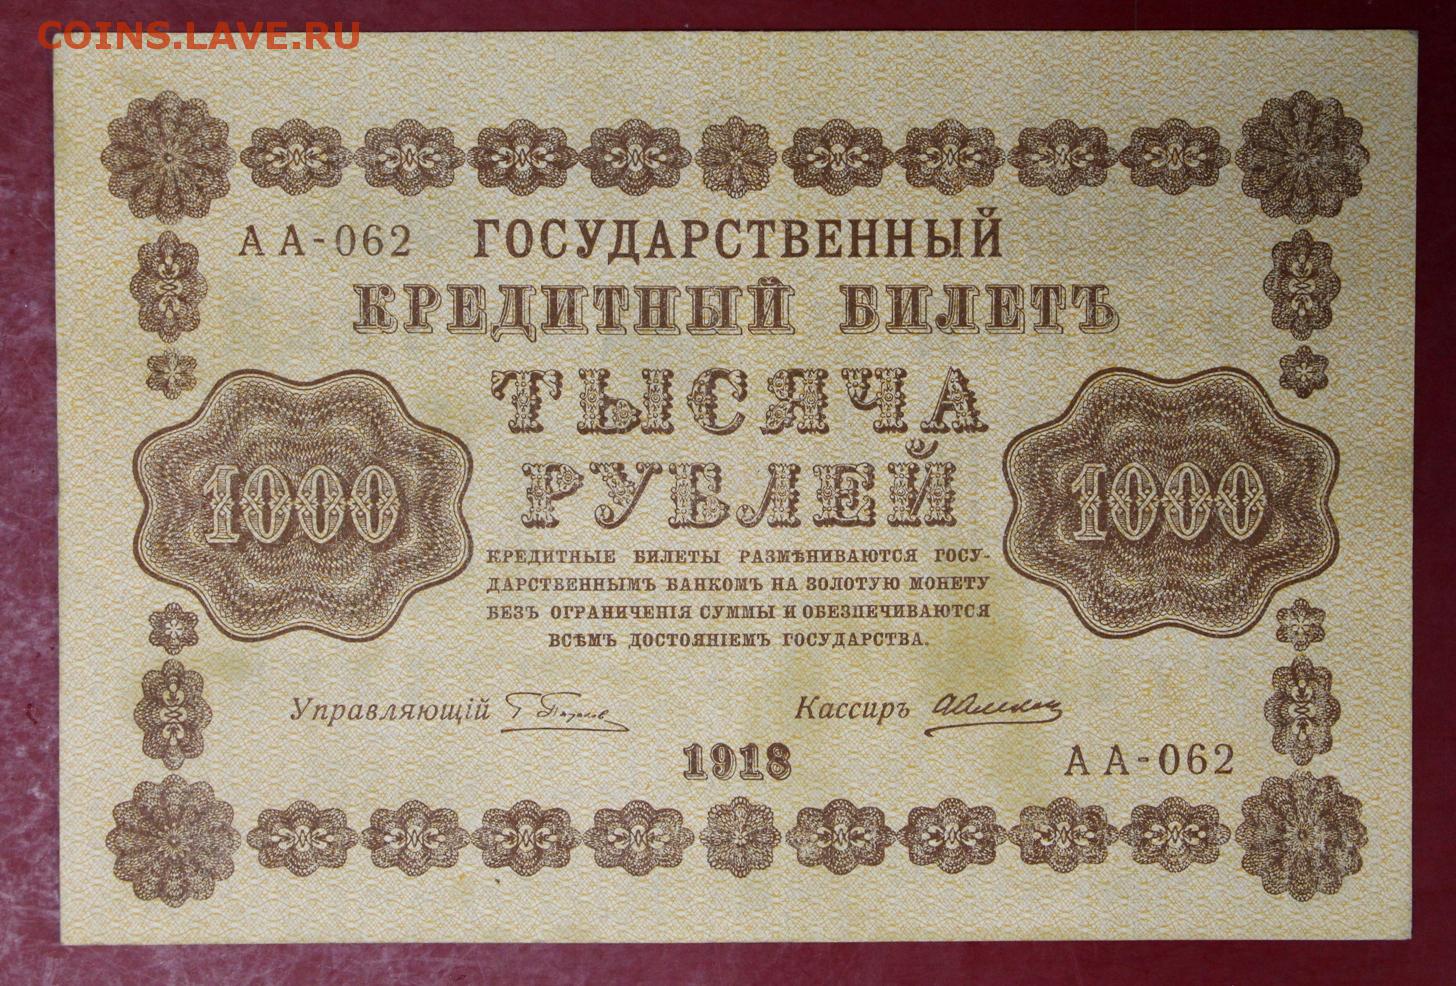 COINS.LAVE.RU
АА-062 ГОСУДАРСТВЕННЫЙ
КРЕДИТНЫЙ БИЛЕТЪ
ТЫСЯЧА
РУБЛЕЙ
1000
1000
КРЕДИТНЫЕ БИЛЕТЫ РАЗМѢНИВАЮТСЯ ГОСУ-
ДАРСТВЕННЫМЪ БАНКОМЪ НА ЗОЛОТУЮ МОНЕТУ
БЕЗЪ ОГРАНИЧЕНІЯ СУММЫ И ОБЕЗПЕЧИВАЮТСЯ
ВСѢМЪ ДОСТОЯНІЕМЪ ГОСУДАРСТВА.
Управляющій
Кассиръ
1918
АА-062